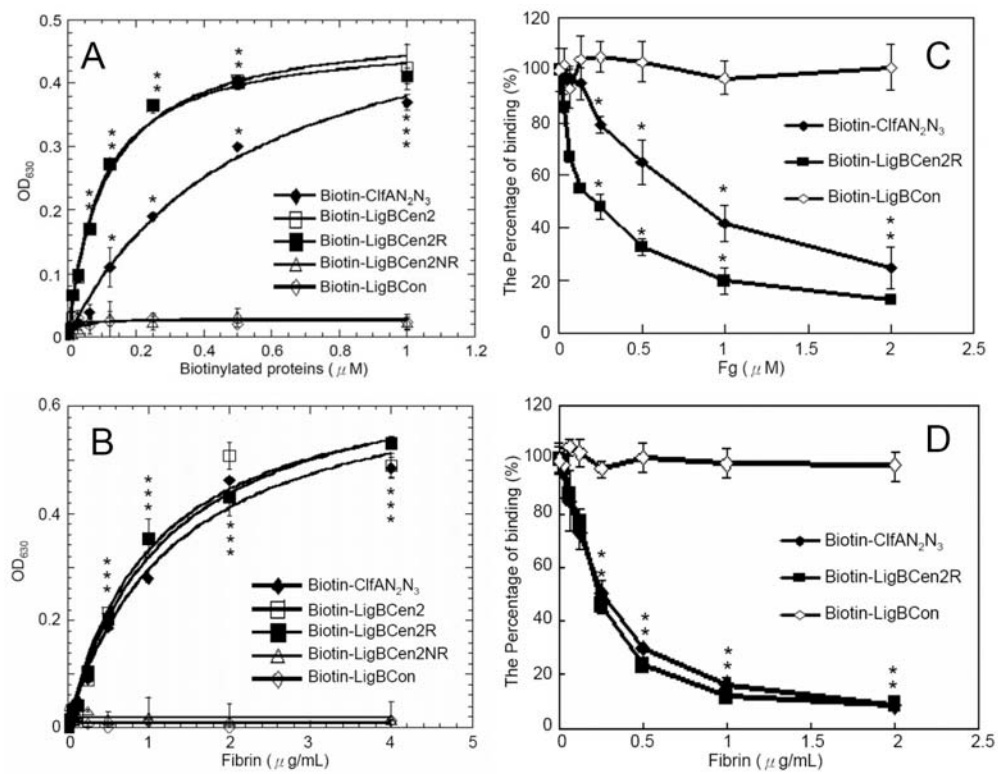 A
0.5
0.4
0.3
0.2
0.1
0
OD630
* *
* *
* *
* *
*
*
*
* * * *
Biotin-ClfAN2N3
Biotin-LigBCen2
Biotin-LigBCen2R
Biotin-LigBCen2NR
Biotin-LigBCon
0 0.2 0.4 0.6 0.8 1 1.2
Biotinylated proteins ( μ M)
C
120
100
80
60
40
20
0
The Percentage of binding (%)
*
*
*
* *
*
*
*
Biotin-ClfAN2N3
Biotin-LigBCen2R
Biotin-LigBCon
0 0.5 1 1.5 2 2.5
Fg ( μ M)
B
0.6
0.4
0.2
0
OD630
* * *
* * *
* * *
* * *
Biotin-ClfAN2N3
Biotin-LigBCen2
Biotin-LigBCen2R
Biotin-LigBCen2NR
Biotin-LigBCon
0 1 2 3 4 5
Fibrin ( μ g/mL)
D
120
100
80
60
40
20
0
The Percentage of binding (%)
* *
* *
* *
* *
Biotin-ClfAN2N3
Biotin-LigBCen2R
Biotin-LigBCon
0 0.5 1 1.5 2 2.5
Fibrin ( μ g/mL)